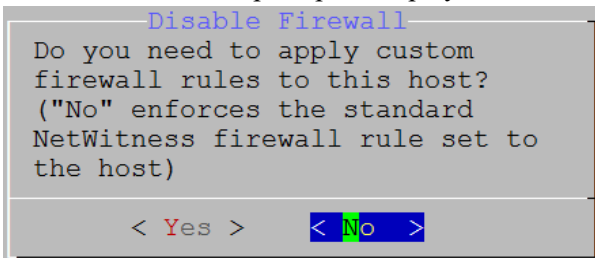 Disable Firewall
Do you need to apply custom
firewall rules to this host?
("No" enforces the standard
NetWitness firewall rule set to
the host)
< Yes > < No >